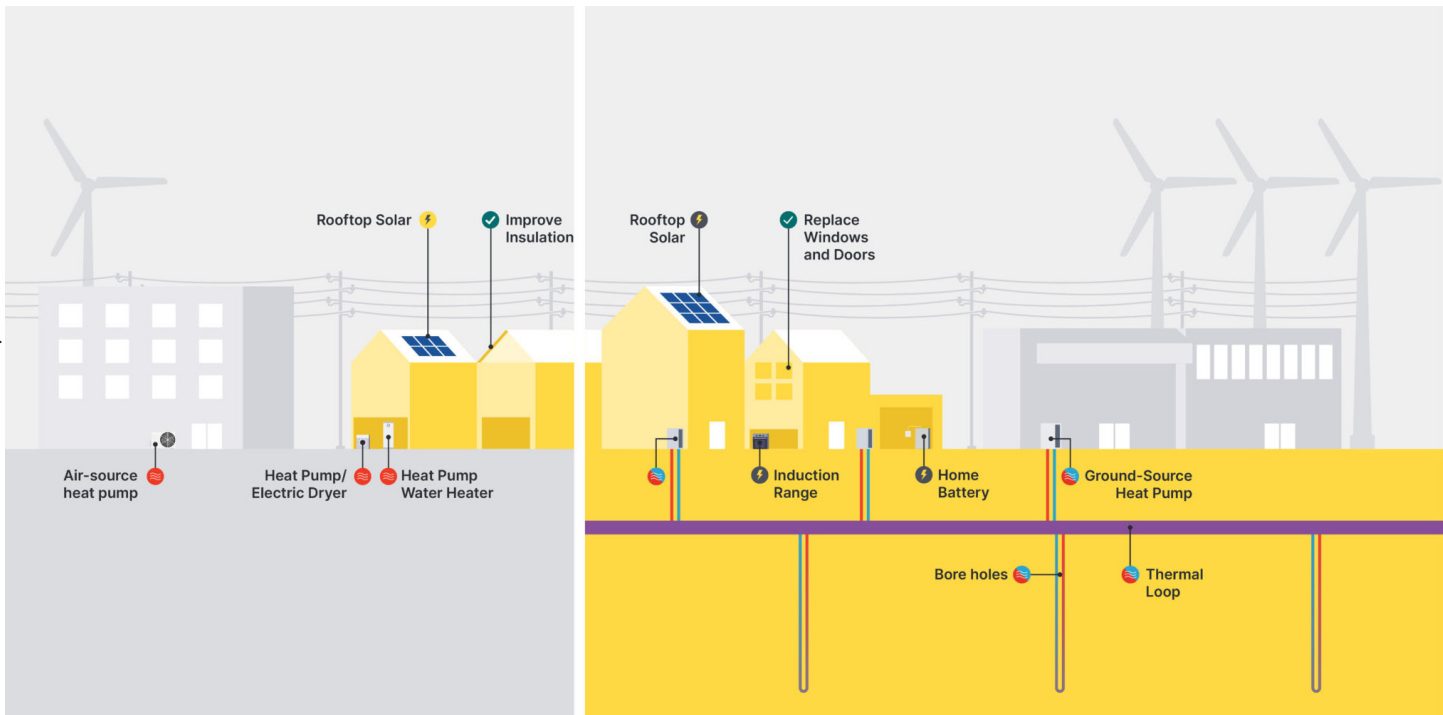 Rooftop Solar
Improve
Insulation
Rooftop
Solar
Replace
Windows
and Doors
Air-source
heat pump
Heat Pump/
Electric Dryer
Heat Pump
Water Heater
Induction
Range
Home
Battery
Ground-Source
Heat Pump
Bore holes
Thermal
Loop